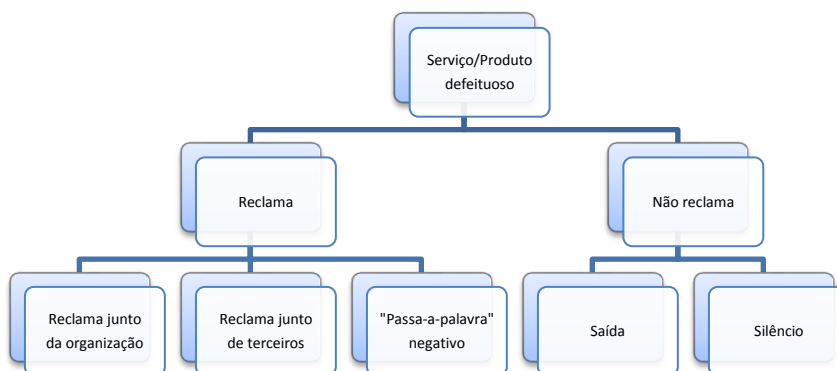 Serviço/Produto
defeituoso
Reclama
Não reclama
Reclama junto
da organização
Reclama junto
de terceiros
"Passa-a-palavra"
negativo
Saída
Silêncio